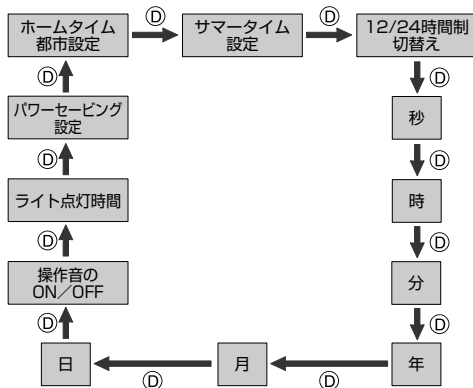 ホームタイム
都市設定
Ⓓ
サマータイム
設定
Ⓓ
12/24時間制
切替え
Ⓓ
秒
Ⓓ
時
Ⓓ
分
Ⓓ
年
Ⓓ
月
Ⓓ
日
Ⓓ
操作音の
ON/OFF
Ⓓ
ライト点灯時間
Ⓓ
パワーセービング
設定
Ⓓ